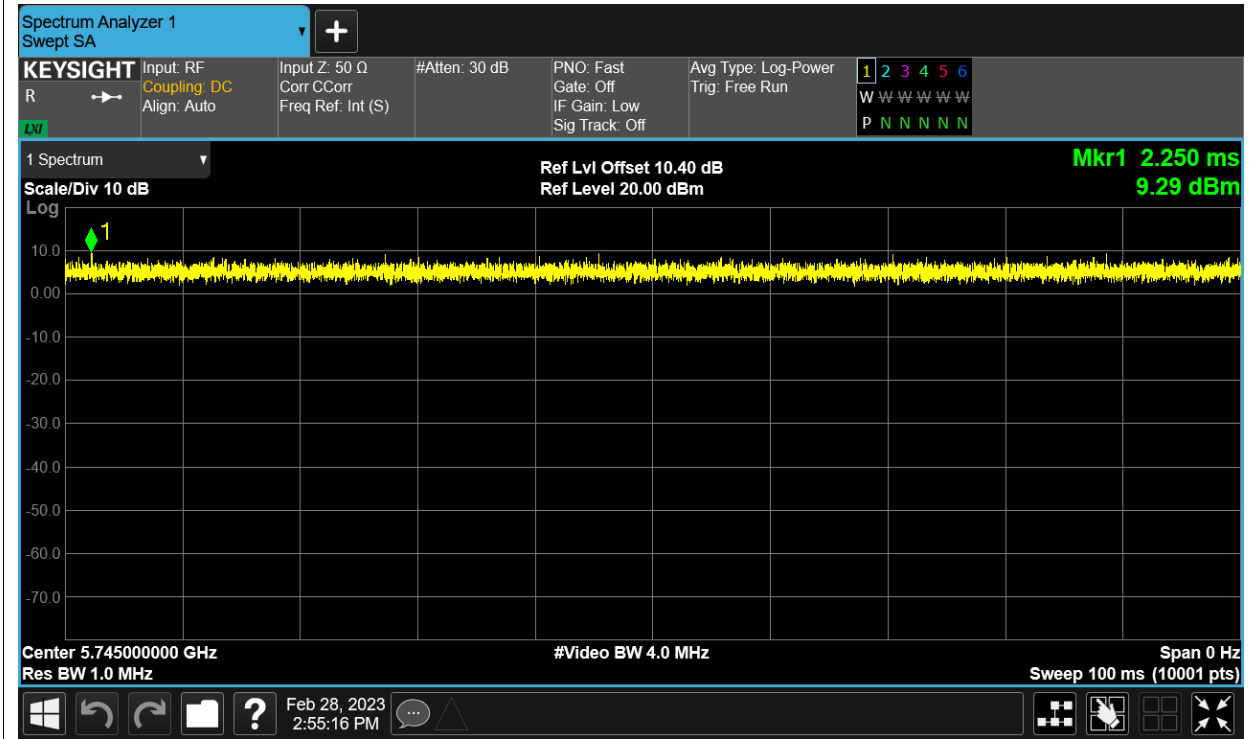 Spectrum Analyzer 1
Swept SA
KEYSIGHT
R
LXI
Input: RF
Coupling: DC
Align: Auto
Input Z: 50 Ω
Corr CCorr
Freq Ref: Int (S)
#Atten: 30 dB
PNO: Fast
Gate: Off
IF Gain: Low
Sig Track: Off
Avg Type: Log-Power
Trig: Free Run
1 2 3 4 5 6
W W W W W W
P N N N N N
1 Spectrum
Scale/Div 10 dB
Log
Ref Lvl Offset 10.40 dB
Ref Level 20.00 dBm
Mkr1 2.250 ms
9.29 dBm
1
10.0
0.00
-10.0
-20.0
-30.0
-40.0
-50.0
-60.0
-70.0
Center 5.745000000 GHz
Res BW 1.0 MHz
#Video BW 4.0 MHz
Span 0 Hz
Sweep 100 ms (10001 pts)
?
Feb 28, 2023
2:55:16 PM